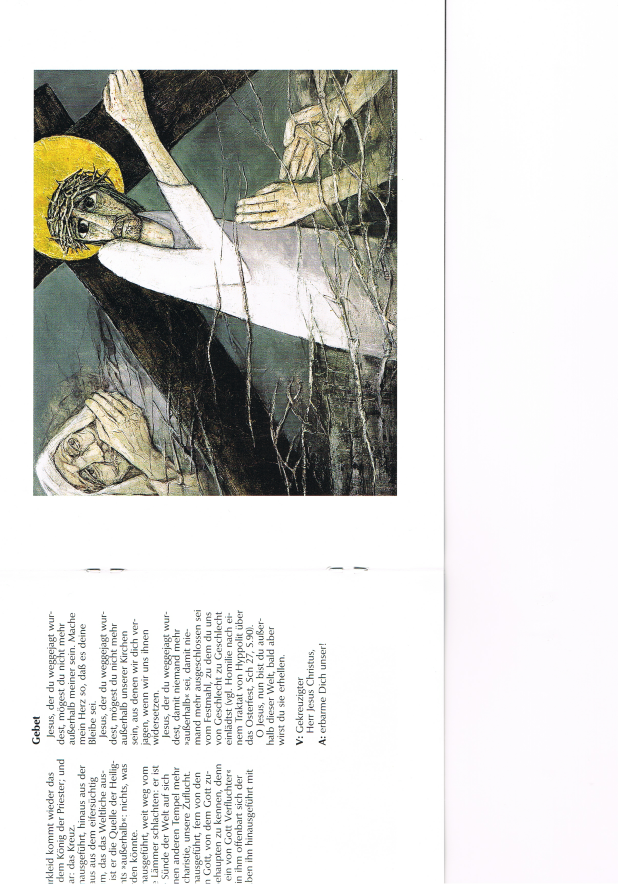 rkleid kommt wieder das
dem König der Priester; und
ar: das Kreuz.
ausgeführt, hinaus aus der
aus aus dem eifersüchtig
m, das das Weltliche aus-
ist er die Quelle der Heilig-
ts »außerhalb«: nichts, was
den könnte.
ausgeführt, weit weg vom
e Lämmer schlachten: er ist
Sünde der Welt auf sich
nen anderen Tempel mehr
charistie, unsere Zuflucht.
ausgeführt, fern von den
n Gott, von dem Gott zu-
ehaupten zu kennen, denn
ein von Gott Verfluchter«
in ihm offenbart sich der
ben ihn hinausgeführt mit
Gebet
Jesus, der du weggejagt wur-
dest, mögest du nicht mehr
außerhalb meiner sein. Mache
mein Herz so, daß es deine
Bleibe sei.
Jesus, der du weggejagt wur-
dest, mögest du nicht mehr
außerhalb unserer Kirchen
sein, aus denen wir dich ver-
jagen, wenn wir uns ihnen
widersetzen.
Jesus, der du weggejagt wur-
dest, damit niemand mehr
»außerhalb« sei, damit nie-
mand mehr ausgeschlossen sei
vom Festmahl, zu dem du uns
von Geschlecht zu Geschlecht
einlädtst (vgl. Homilie nach ei-
nem Traktat von Hyppolit über
das Osterfest, Sch 27, S.90).
O Jesus, nun bist du außer-
halb dieser Welt, bald aber
wirst du sie erhellen.
V: Gekreuzigter
Herr Jesus Christus,
A: erbarme Dich unser!